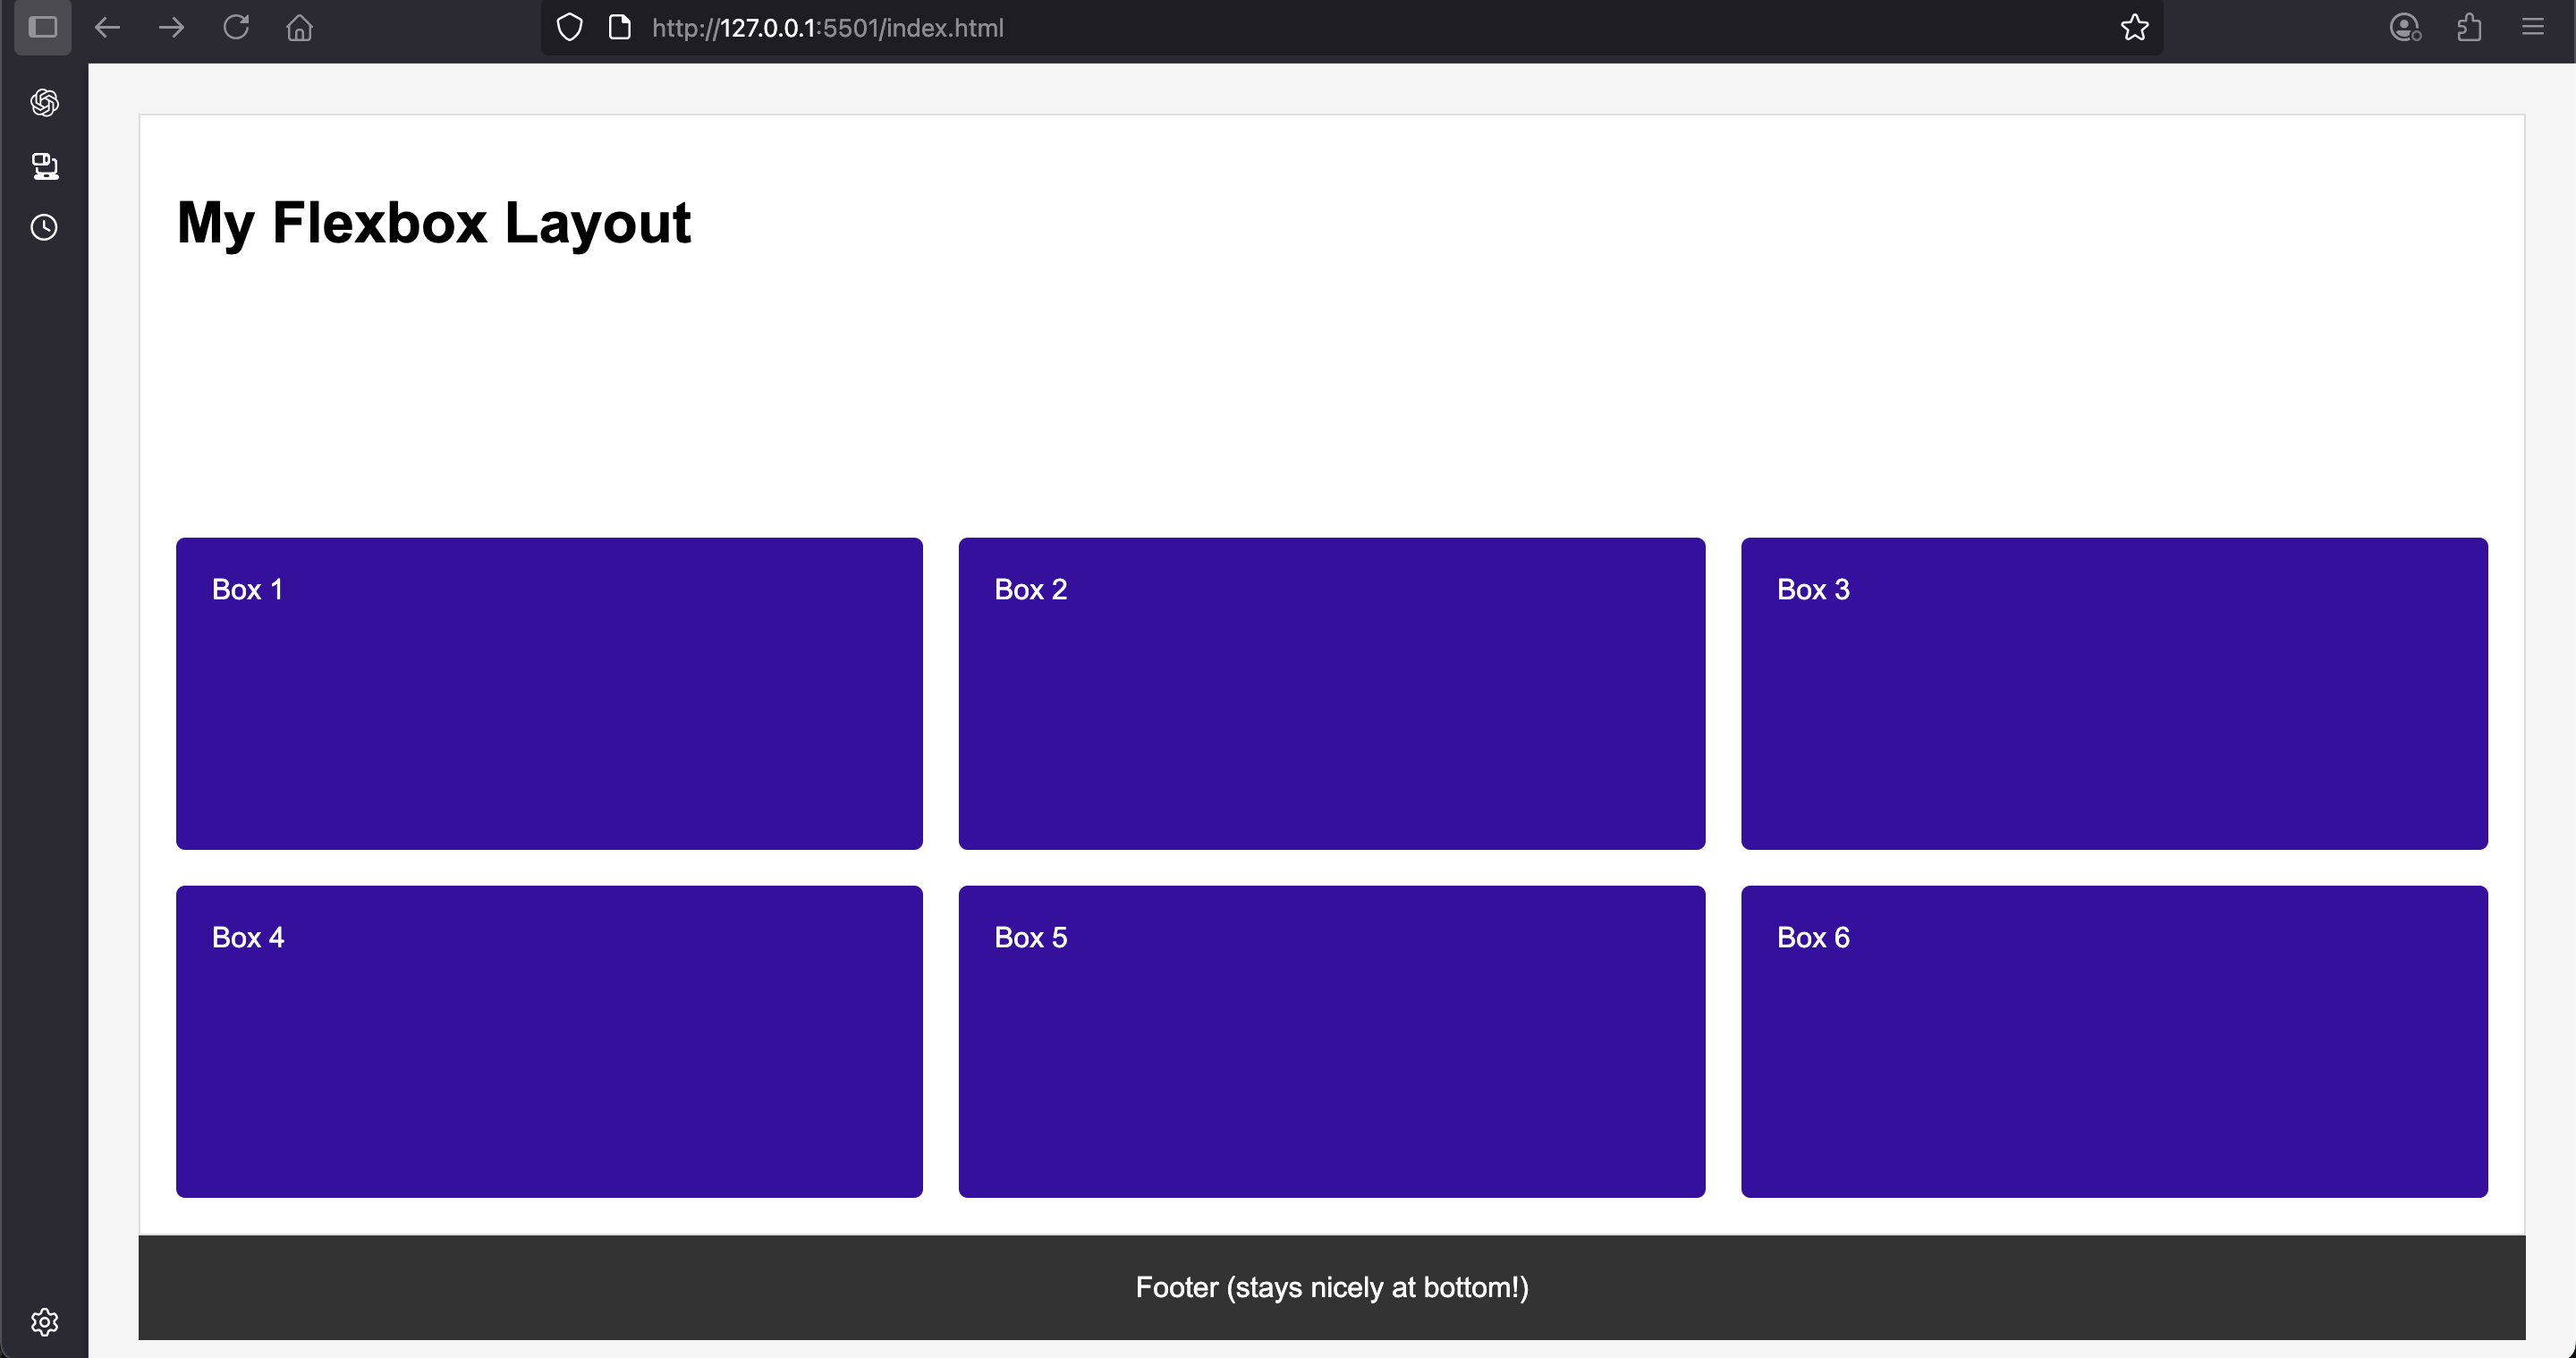 http://127.0.0.1:5501/index.html
My Flexbox Layout
Box 1
Box 2
Box 3
Box 4
Box 5
Box 6
Footer (stays nicely at bottom!)